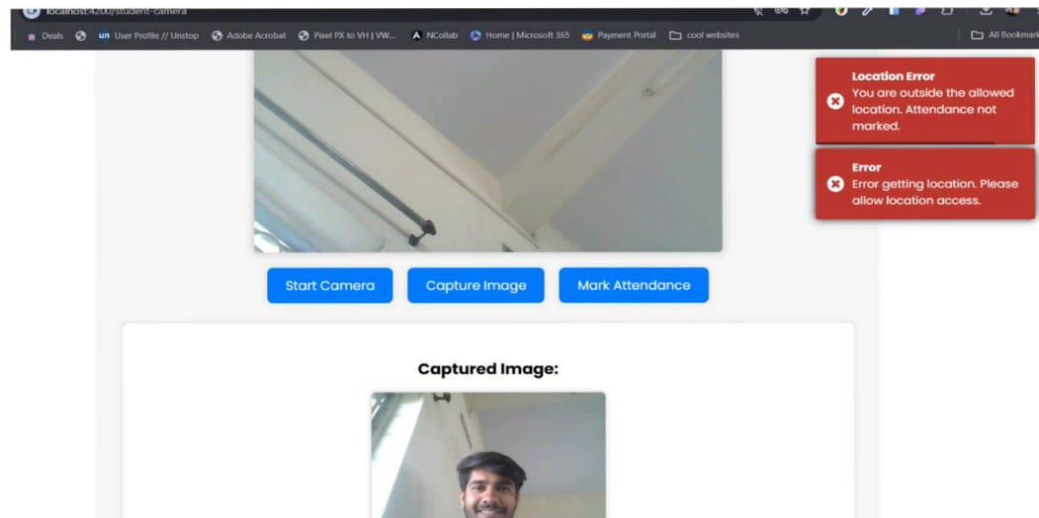 localhost:4200/student-camera
Deals
un User Profile // Unstop
Adobe Acrobat
Pixel PX to VH | VW...
NCollab
Home | Microsoft 365
Payment Portal
cool websites
All Bookmark
Location Error
You are outside the allowed
location. Attendance not
marked.
Error
Error getting location. Please
allow location access.
Start Camera
Capture Image
Mark Attendance
Captured Image: